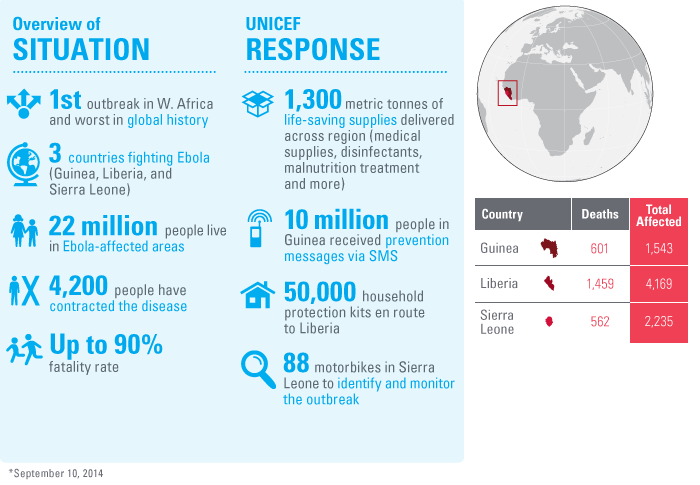 Overview of
SITUATION
1st outbreak in W. Africa
and worst in global history
3 countries fighting Ebola
(Guinea, Liberia, and
Sierra Leone)
22 million people live
in Ebola-affected areas
4,200 people have
contracted the disease
Up to 90%
fatality rate
UNICEF
RESPONSE
1,300 metric tonnes of
life-saving supplies delivered
across region (medical
supplies, disinfectants,
malnutrition treatment
and more)
10 million people in
Guinea received prevention
messages via SMS
50,000 household
protection kits en route
to Liberia
88 motorbikes in Sierra
Leone to identify and monitor
the outbreak
Country Deaths Total
Affected
Guinea 601 1,543
Liberia 1,459 4,169
Sierra
Leone 562 2,235
*September 10, 2014